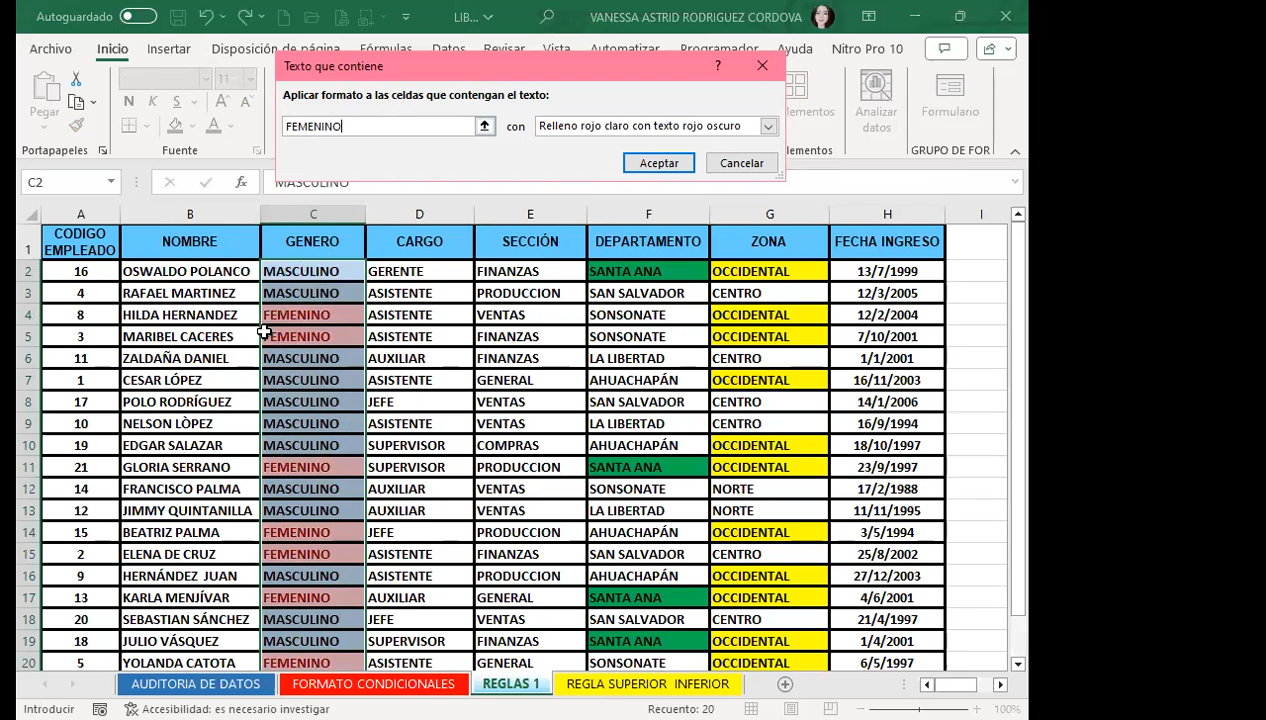 Autoguardado LIB... VANESSA ASTRID RODRIGUEZ CORDOVA
Archivo Inicio Insertar Disposición de página Fórmulas Datos Revisar Vista Automatizar Programador Ayuda Nitro Pro 10
Texto que contiene ?
Aplicar formato a las celdas que contengan el texto:
FEMENINO con Relleno rojo claro con texto rojo oscuro
Aceptar Cancelar
Pegar 11 N K S Analizar datos Formulario
Portapapeles Fuente GRUPO DE FOR
C2 fx MASCULINO
A B C D E F G H I
1 CODIGO EMPLEADO NOMBRE GENERO CARGO SECCIÓN DEPARTAMENTO ZONA FECHA INGRESO
2 16 OSWALDO POLANCO MASCULINO GERENTE FINANZAS SANTA ANA OCCIDENTAL 13/7/1999
3 4 RAFAEL MARTINEZ MASCULINO ASISTENTE PRODUCCION SAN SALVADOR CENTRO 12/3/2005
4 8 HILDA HERNANDEZ FEMENINO ASISTENTE VENTAS SONSONATE OCCIDENTAL 12/2/2004
5 3 MARIBEL CACERES FEMENINO ASISTENTE FINANZAS SONSONATE OCCIDENTAL 7/10/2001
6 11 ZALDAÑA DANIEL MASCULINO AUXILIAR FINANZAS LA LIBERTAD CENTRO 1/1/2001
7 1 CESAR LÓPEZ MASCULINO ASISTENTE GENERAL AHUACHAPÁN OCCIDENTAL 16/11/2003
8 17 POLO RODRÍGUEZ MASCULINO JEFE VENTAS SAN SALVADOR CENTRO 14/1/2006
9 10 NELSON LÒPEZ MASCULINO ASISTENTE VENTAS LA LIBERTAD CENTRO 16/9/1994
10 19 EDGAR SALAZAR MASCULINO SUPERVISOR COMPRAS AHUACHAPÁN OCCIDENTAL 18/10/1997
11 21 GLORIA SERRANO FEMENINO SUPERVISOR PRODUCCION SANTA ANA OCCIDENTAL 23/9/1997
12 14 FRANCISCO PALMA MASCULINO AUXILIAR VENTAS SONSONATE NORTE 17/2/1988
13 12 JIMMY QUINTANILLA MASCULINO AUXILIAR VENTAS LA LIBERTAD NORTE 11/11/1995
14 15 BEATRIZ PALMA FEMENINO JEFE PRODUCCIÓN AHUACHAPÁN OCCIDENTAL 3/5/1994
15 2 ELENA DE CRUZ FEMENINO ASISTENTE FINANZAS SAN SALVADOR CENTRO 25/8/2002
16 9 HERNÁNDEZ JUAN MASCULINO ASISTENTE PRODUCCION AHUACHAPÁN OCCIDENTAL 27/12/2003
17 13 KARLA MENJÍVAR FEMENINO AUXILIAR GENERAL SANTA ANA OCCIDENTAL 4/6/2001
18 20 SEBASTIAN SÁNCHEZ MASCULINO JEFE VENTAS SAN SALVADOR CENTRO 21/4/1997
19 18 JULIO VÁSQUEZ MASCULINO SUPERVISOR FINANZAS SANTA ANA OCCIDENTAL 1/4/2001
20 5 YOLANDA CATOTA FEMENINO ASISTENTE GENERAL SONSONATE OCCIDENTAL 6/5/1997
AUDITORIA DE DATOS FORMATO CONDICIONALES REGLAS 1 REGLA SUPERIOR INFERIOR
Introducir Accesibilidad: es necesario investigar Recuento: 20 100%